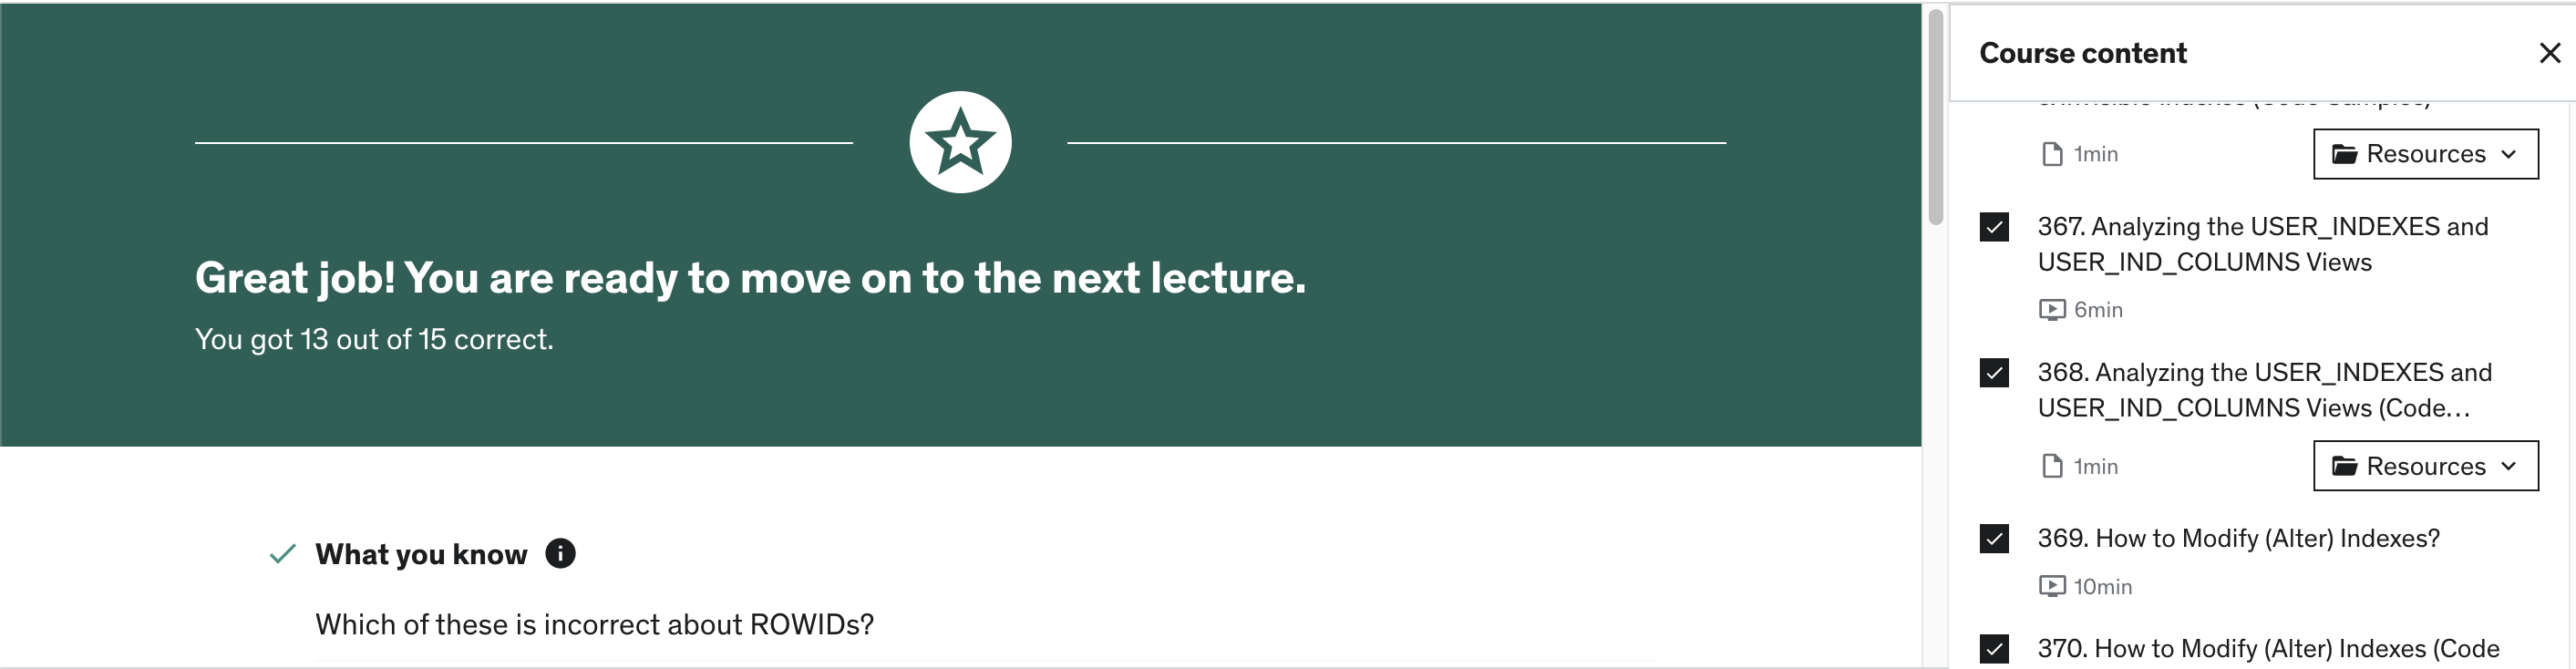 Great job! You are ready to move on to the next lecture.
You got 13 out of 15 correct.
What you know
Which of these is incorrect about ROWIDs?
Course content
1min
Resources
367. Analyzing the USER_INDEXES and
USER_IND_COLUMNS Views
6min
368. Analyzing the USER_INDEXES and
USER_IND_COLUMNS Views (Code...
1min
Resources
369. How to Modify (Alter) Indexes?
10min
370. How to Modify (Alter) Indexes (Code